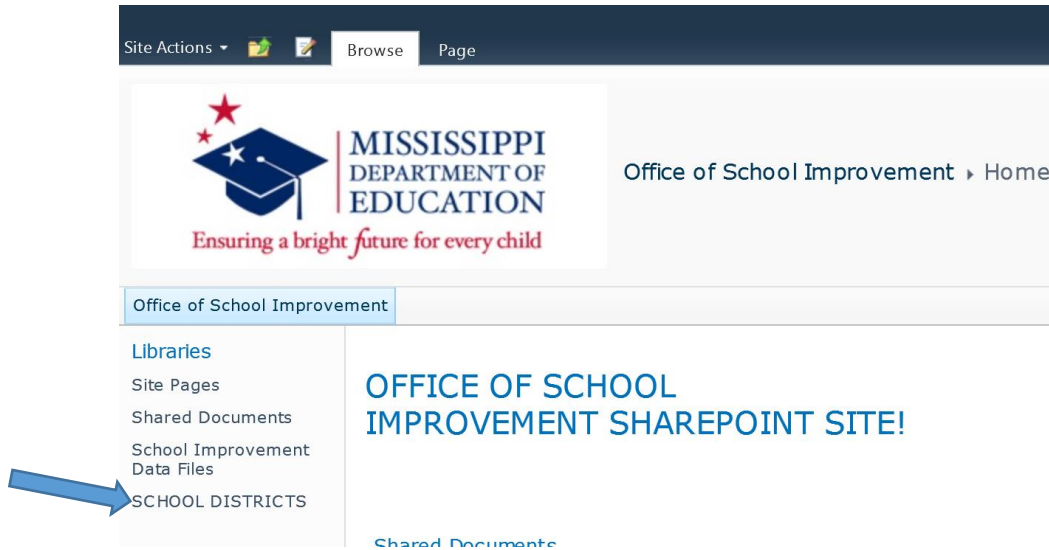 Site Actions
Browse
Page
MISSISSIPPI
DEPARTMENT OF
EDUCATION
Ensuring a bright future for every child
Office of School Improvement ▸ Home
Office of School Improvement
Libraries
Site Pages
Shared Documents
School Improvement
Data Files
SCHOOL DISTRICTS
OFFICE OF SCHOOL
IMPROVEMENT SHAREPOINT SITE!
Shared Documents